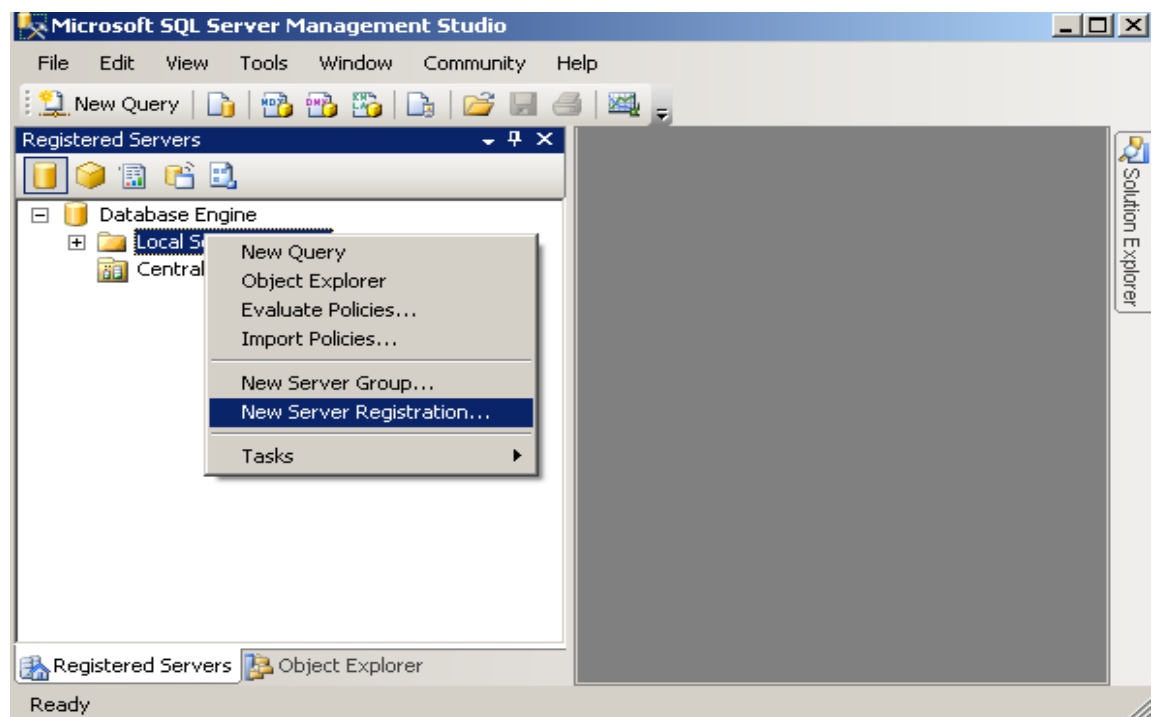 Microsoft SQL Server Management Studio
File Edit View Tools Window Community Help
New Query
Registered Servers
Database Engine
Local S
Central
New Query
Object Explorer
Evaluate Policies...
Import Policies...
New Server Group...
New Server Registration...
Tasks
Solution Explorer
Registered Servers Object Explorer
Ready